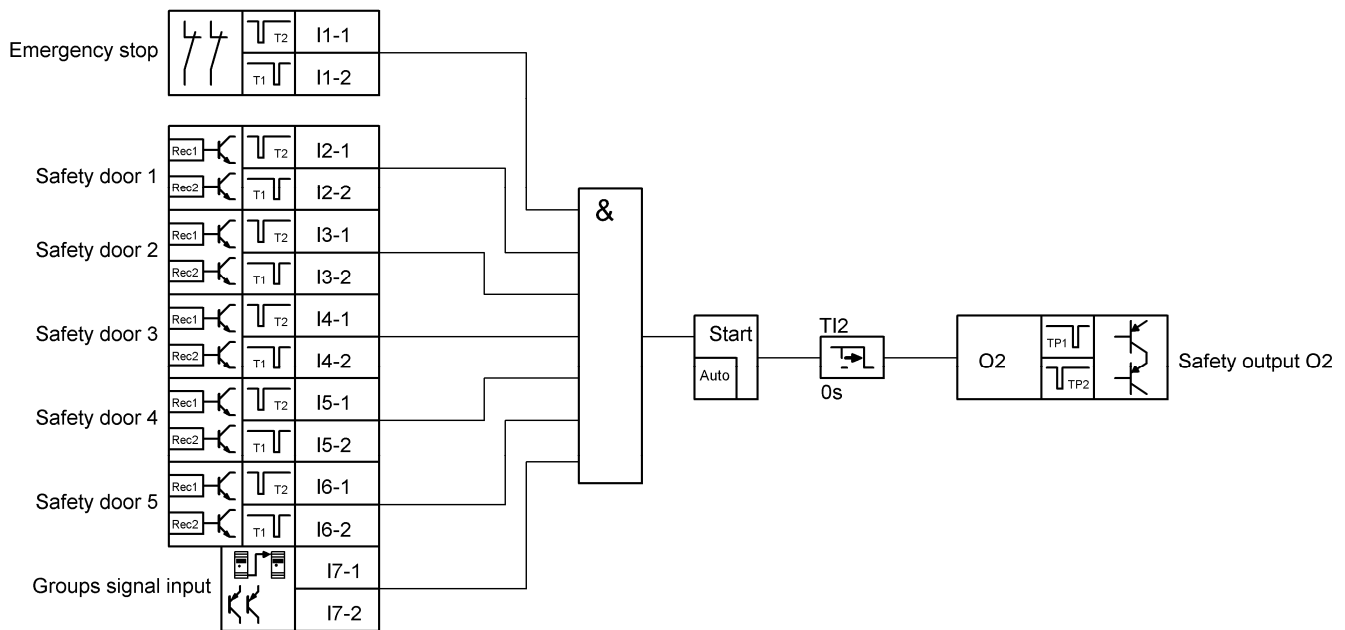 Emergency stop
T2 I1-1
T1 I1-2
Safety door 1
Rec1 T2 I2-1
Rec2 T1 I2-2
Safety door 2
Rec1 T2 I3-1
Rec2 T1 I3-2
Safety door 3
Rec1 T2 I4-1
Rec2 T1 I4-2
Safety door 4
Rec1 T2 I5-1
Rec2 T1 I5-2
Safety door 5
Rec1 T2 I6-1
Rec2 T1 I6-2
Groups signal input
I7-1
I7-2
&
Start
Auto
TI2
0s
O2
TP1
TP2
Safety output O2